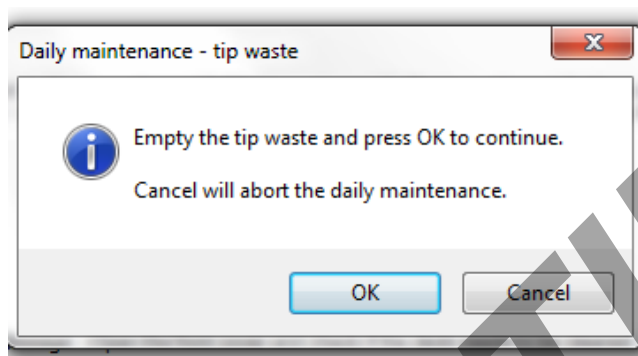 Daily maintenance - tip waste
Empty the tip waste and press OK to continue.
Cancel will abort the daily maintenance.
OK
Cancel